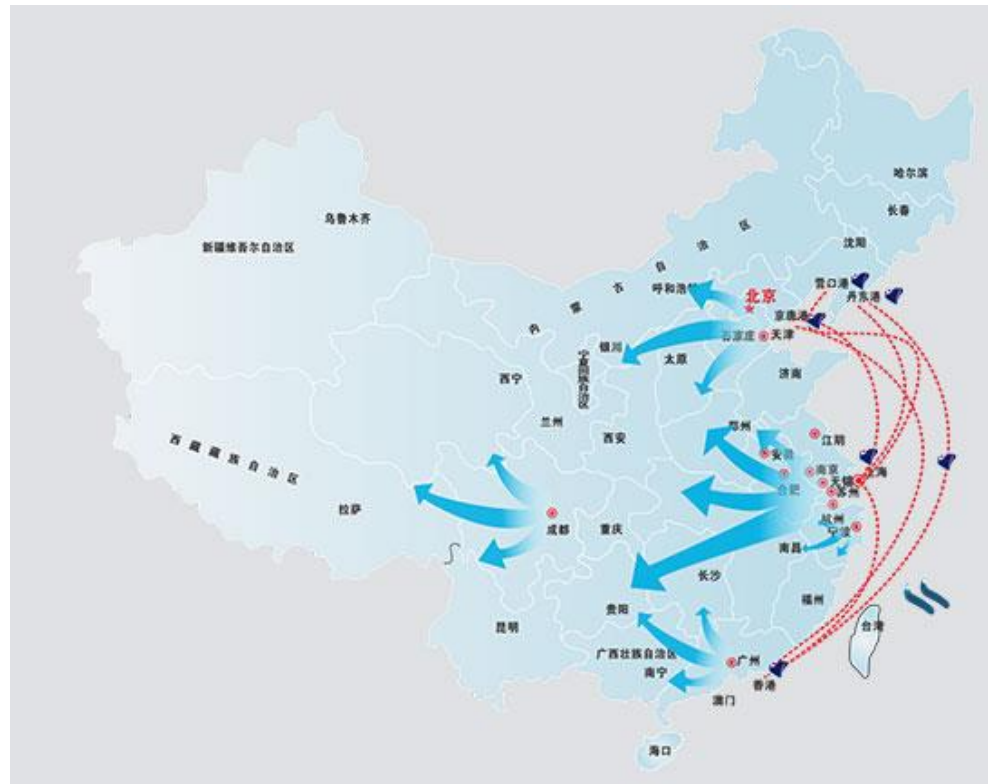 哈尔滨
长春
乌鲁木齐
新疆维吾尔自治区
沈阳
内蒙古自治区
呼和浩特
营口港
丹东港
北京
京唐港
石家庄
天津
银川
太原
宁夏回族自治区
济南
西宁
兰州
郑州
西安
江阴
西藏藏族自治区
南京
上海
合肥
苏州
拉萨
成都
重庆
杭州
宁波
南昌
长沙
福州
贵阳
台湾
昆明
广西壮族自治区
广州
南宁
香港
澳门
海口